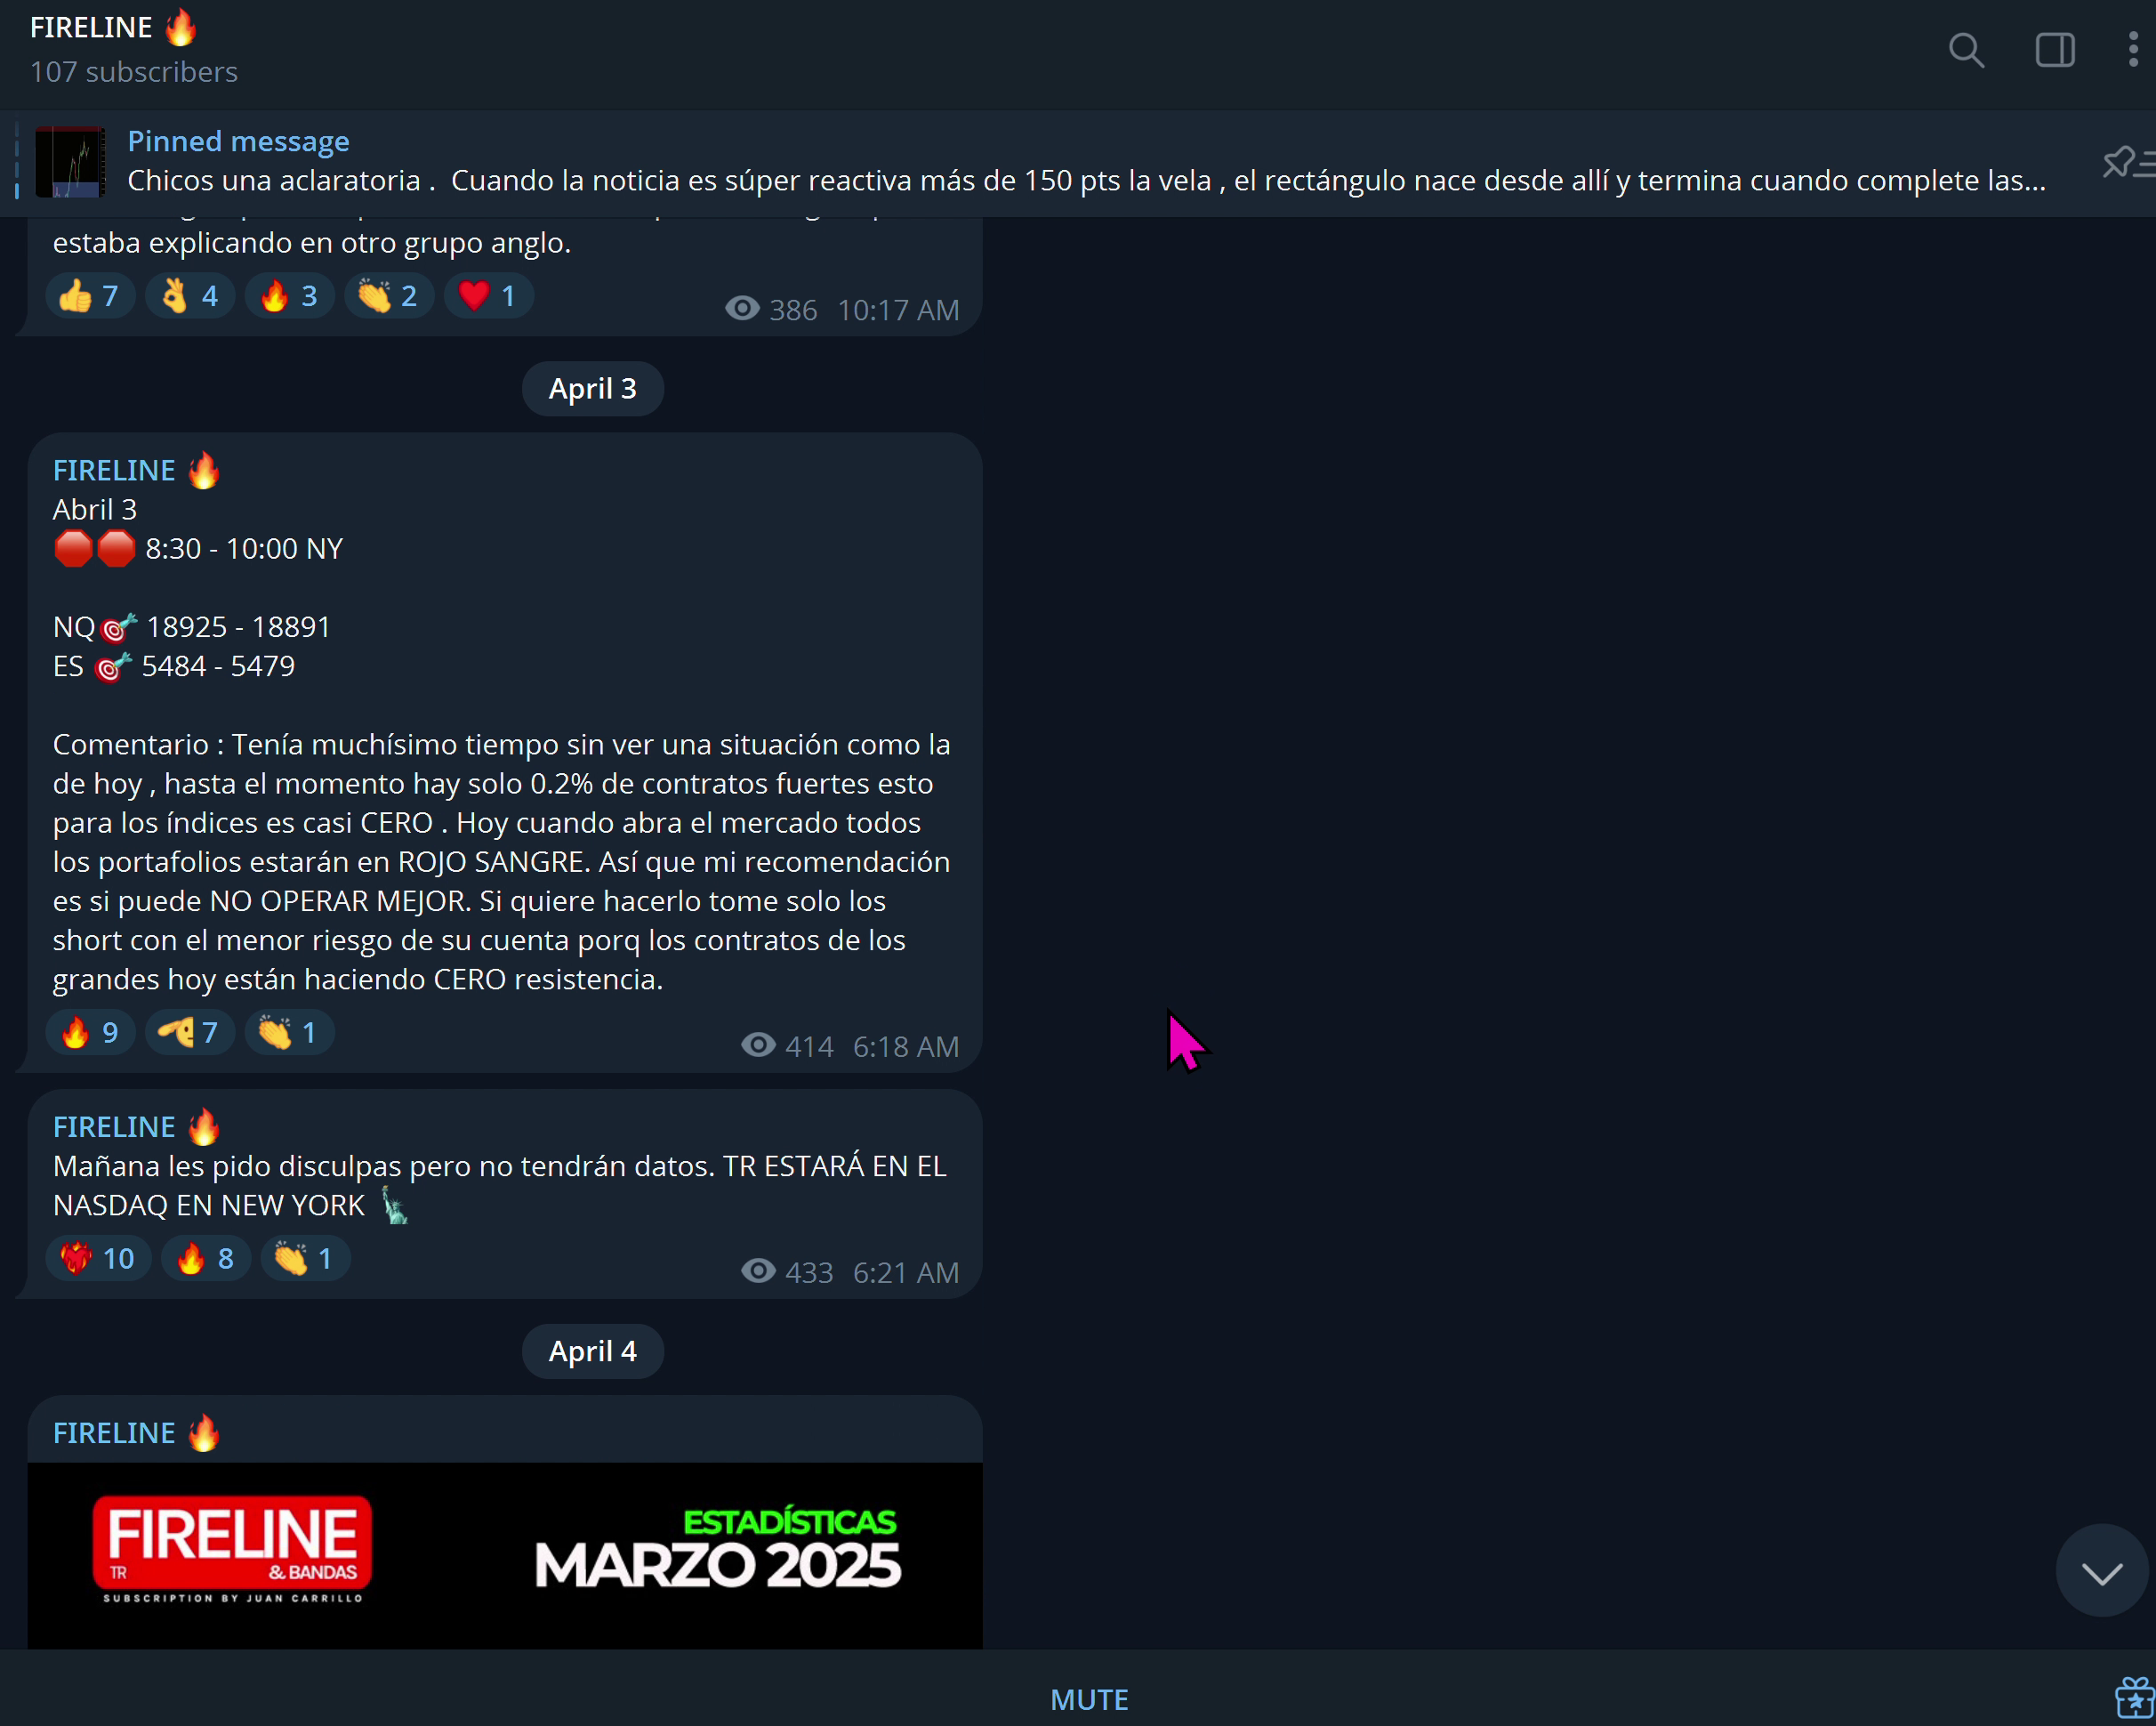 FIRELINE 🔥
107 subscribers
Pinned message
Chicos una aclaratoria .  Cuando la noticia es súper reactiva más de 150 pts la vela , el rectángulo nace desde allí y termina cuando complete las...
estaba explicando en otro grupo anglo.
👍 7 👌 4 🔥 3 👏 2 ❤️ 1 386 10:17 AM
April 3
FIRELINE 🔥
Abril 3
🛑🛑 8:30 - 10:00 NY
NQ🎯 18925 - 18891
ES 🎯 5484 - 5479
Comentario : Tenía muchísimo tiempo sin ver una situación como la
de hoy , hasta el momento hay solo 0.2% de contratos fuertes esto
para los índices es casi CERO . Hoy cuando abra el mercado todos
los portafolios estarán en ROJO SANGRE. Así que mi recomendación
es si puede NO OPERAR MEJOR. Si quiere hacerlo tome solo los
short con el menor riesgo de su cuenta porq los contratos de los
grandes hoy están haciendo CERO resistencia.
🔥 9 🫡 7 👏 1 414 6:18 AM
FIRELINE 🔥
Mañana les pido disculpas pero no tendrán datos. TR ESTARÁ EN EL
NASDAQ EN NEW YORK 🗽
❤️‍🔥 10 🔥 8 👏 1 433 6:21 AM
April 4
FIRELINE 🔥
FIRELINE
TR & BANDAS
SUBSCRIPTION BY JUAN CARRILLO
ESTADÍSTICAS
MARZO 2025
MUTE